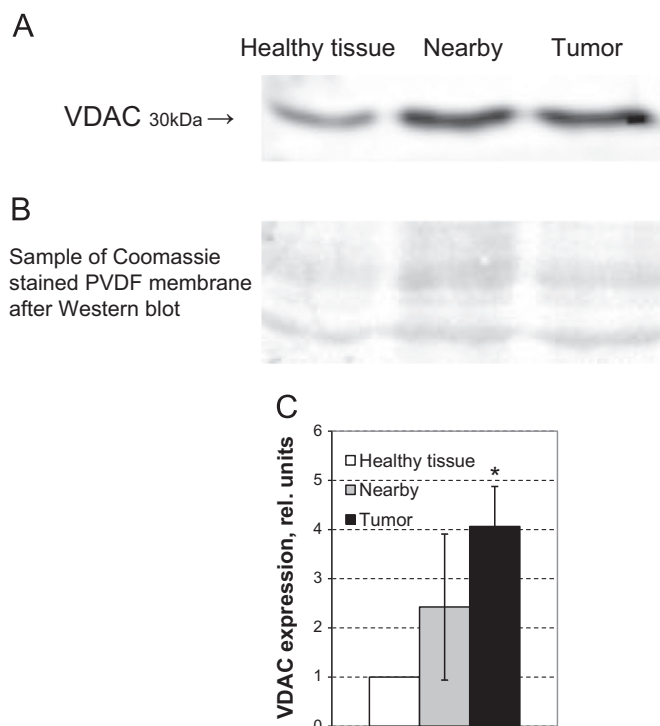 A
Healthy tissue Nearby Tumor
VDAC 30kDa →
B
Sample of Coomassie
stained PVDF membrane
after Western blot
C
VDAC expression, rel. units
6
5
4
3
2
1
0
Healthy tissue
Nearby
Tumor
*